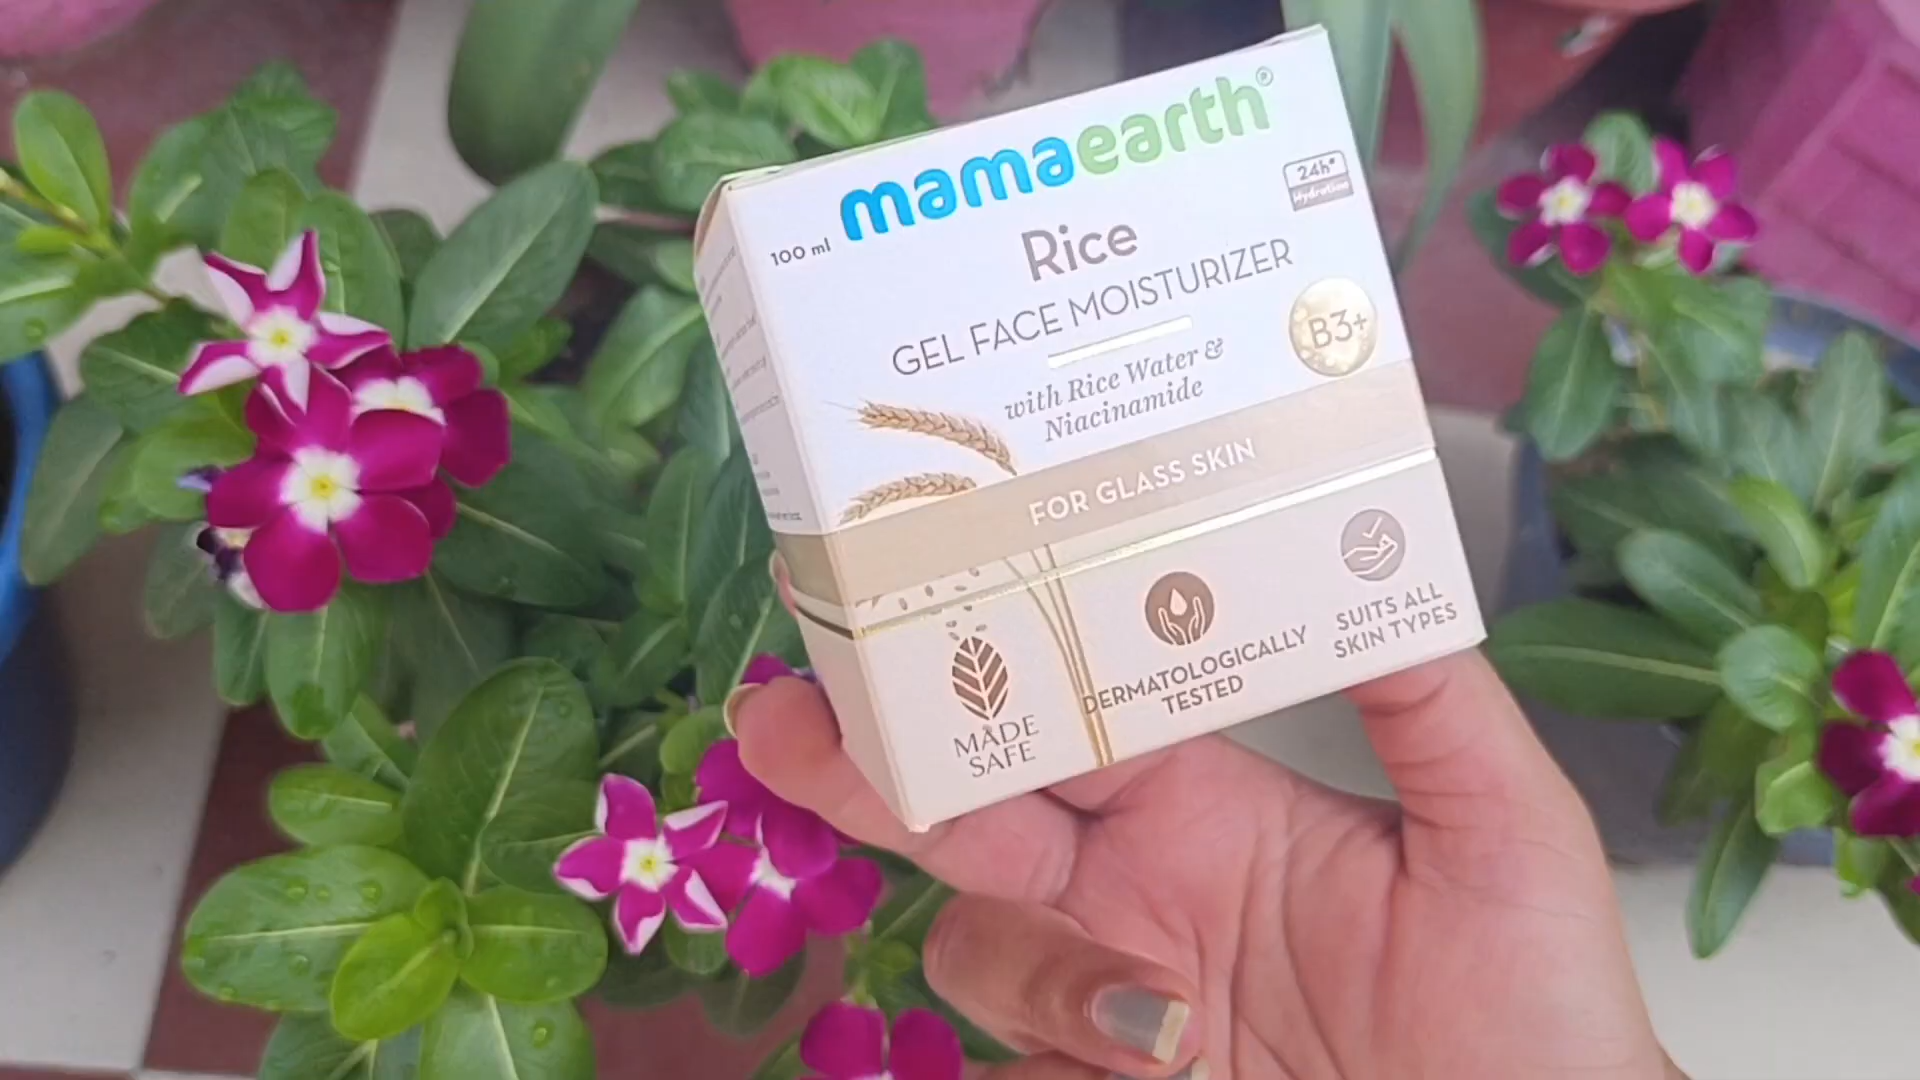 mamaearth®
100 ml
24h*
Hydration
Rice
GEL FACE MOISTURIZER
B3+
with Rice Water &
Niacinamide
FOR GLASS SKIN
MADE
SAFE
DERMATOLOGICALLY
TESTED
SUITS ALL
SKIN TYPES